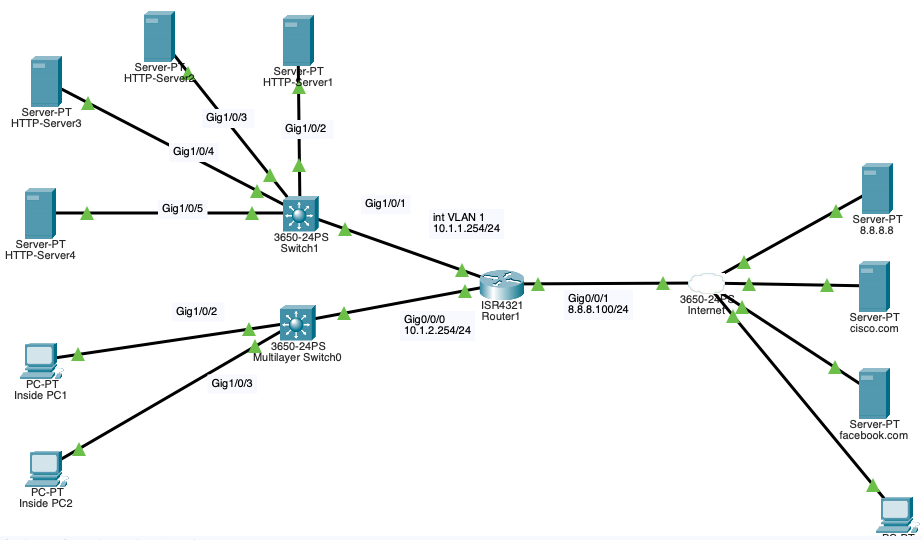 Server-PT
HTTP-Server2
Server-PT
HTTP-Server1
Server-PT
HTTP-Server3
Gig1/0/3
Gig1/0/2
Gig1/0/4
Gig1/0/5
Gig1/0/1
Server-PT
HTTP-Server4
3650-24PS
Switch1
int VLAN 1
10.1.1.254/24
Server-PT
8.8.8.8
ISR4321
Router1
Gig0/0/1
8.8.8.100/24
3650-24PS
Internet
Server-PT
cisco.com
Gig1/0/2
Gig0/0/0
10.1.2.254/24
3650-24PS
Multilayer Switch0
Gig1/0/3
PC-PT
Inside PC1
Server-PT
facebook.com
PC-PT
Inside PC2
PC-PT